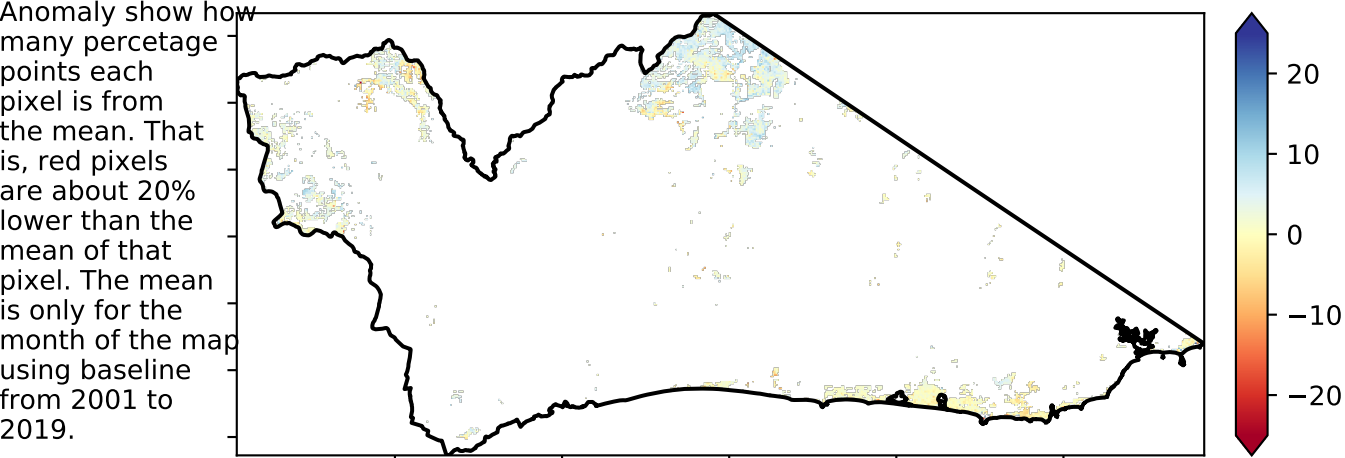 Anomaly show how
many percetage
points each
pixel is from
the mean. That
is, red pixels
are about 20%
lower than the
mean of that
pixel. The mean
is only for the
month of the map
using baseline
from 2001 to
2019.
20
10
0
−10
−20